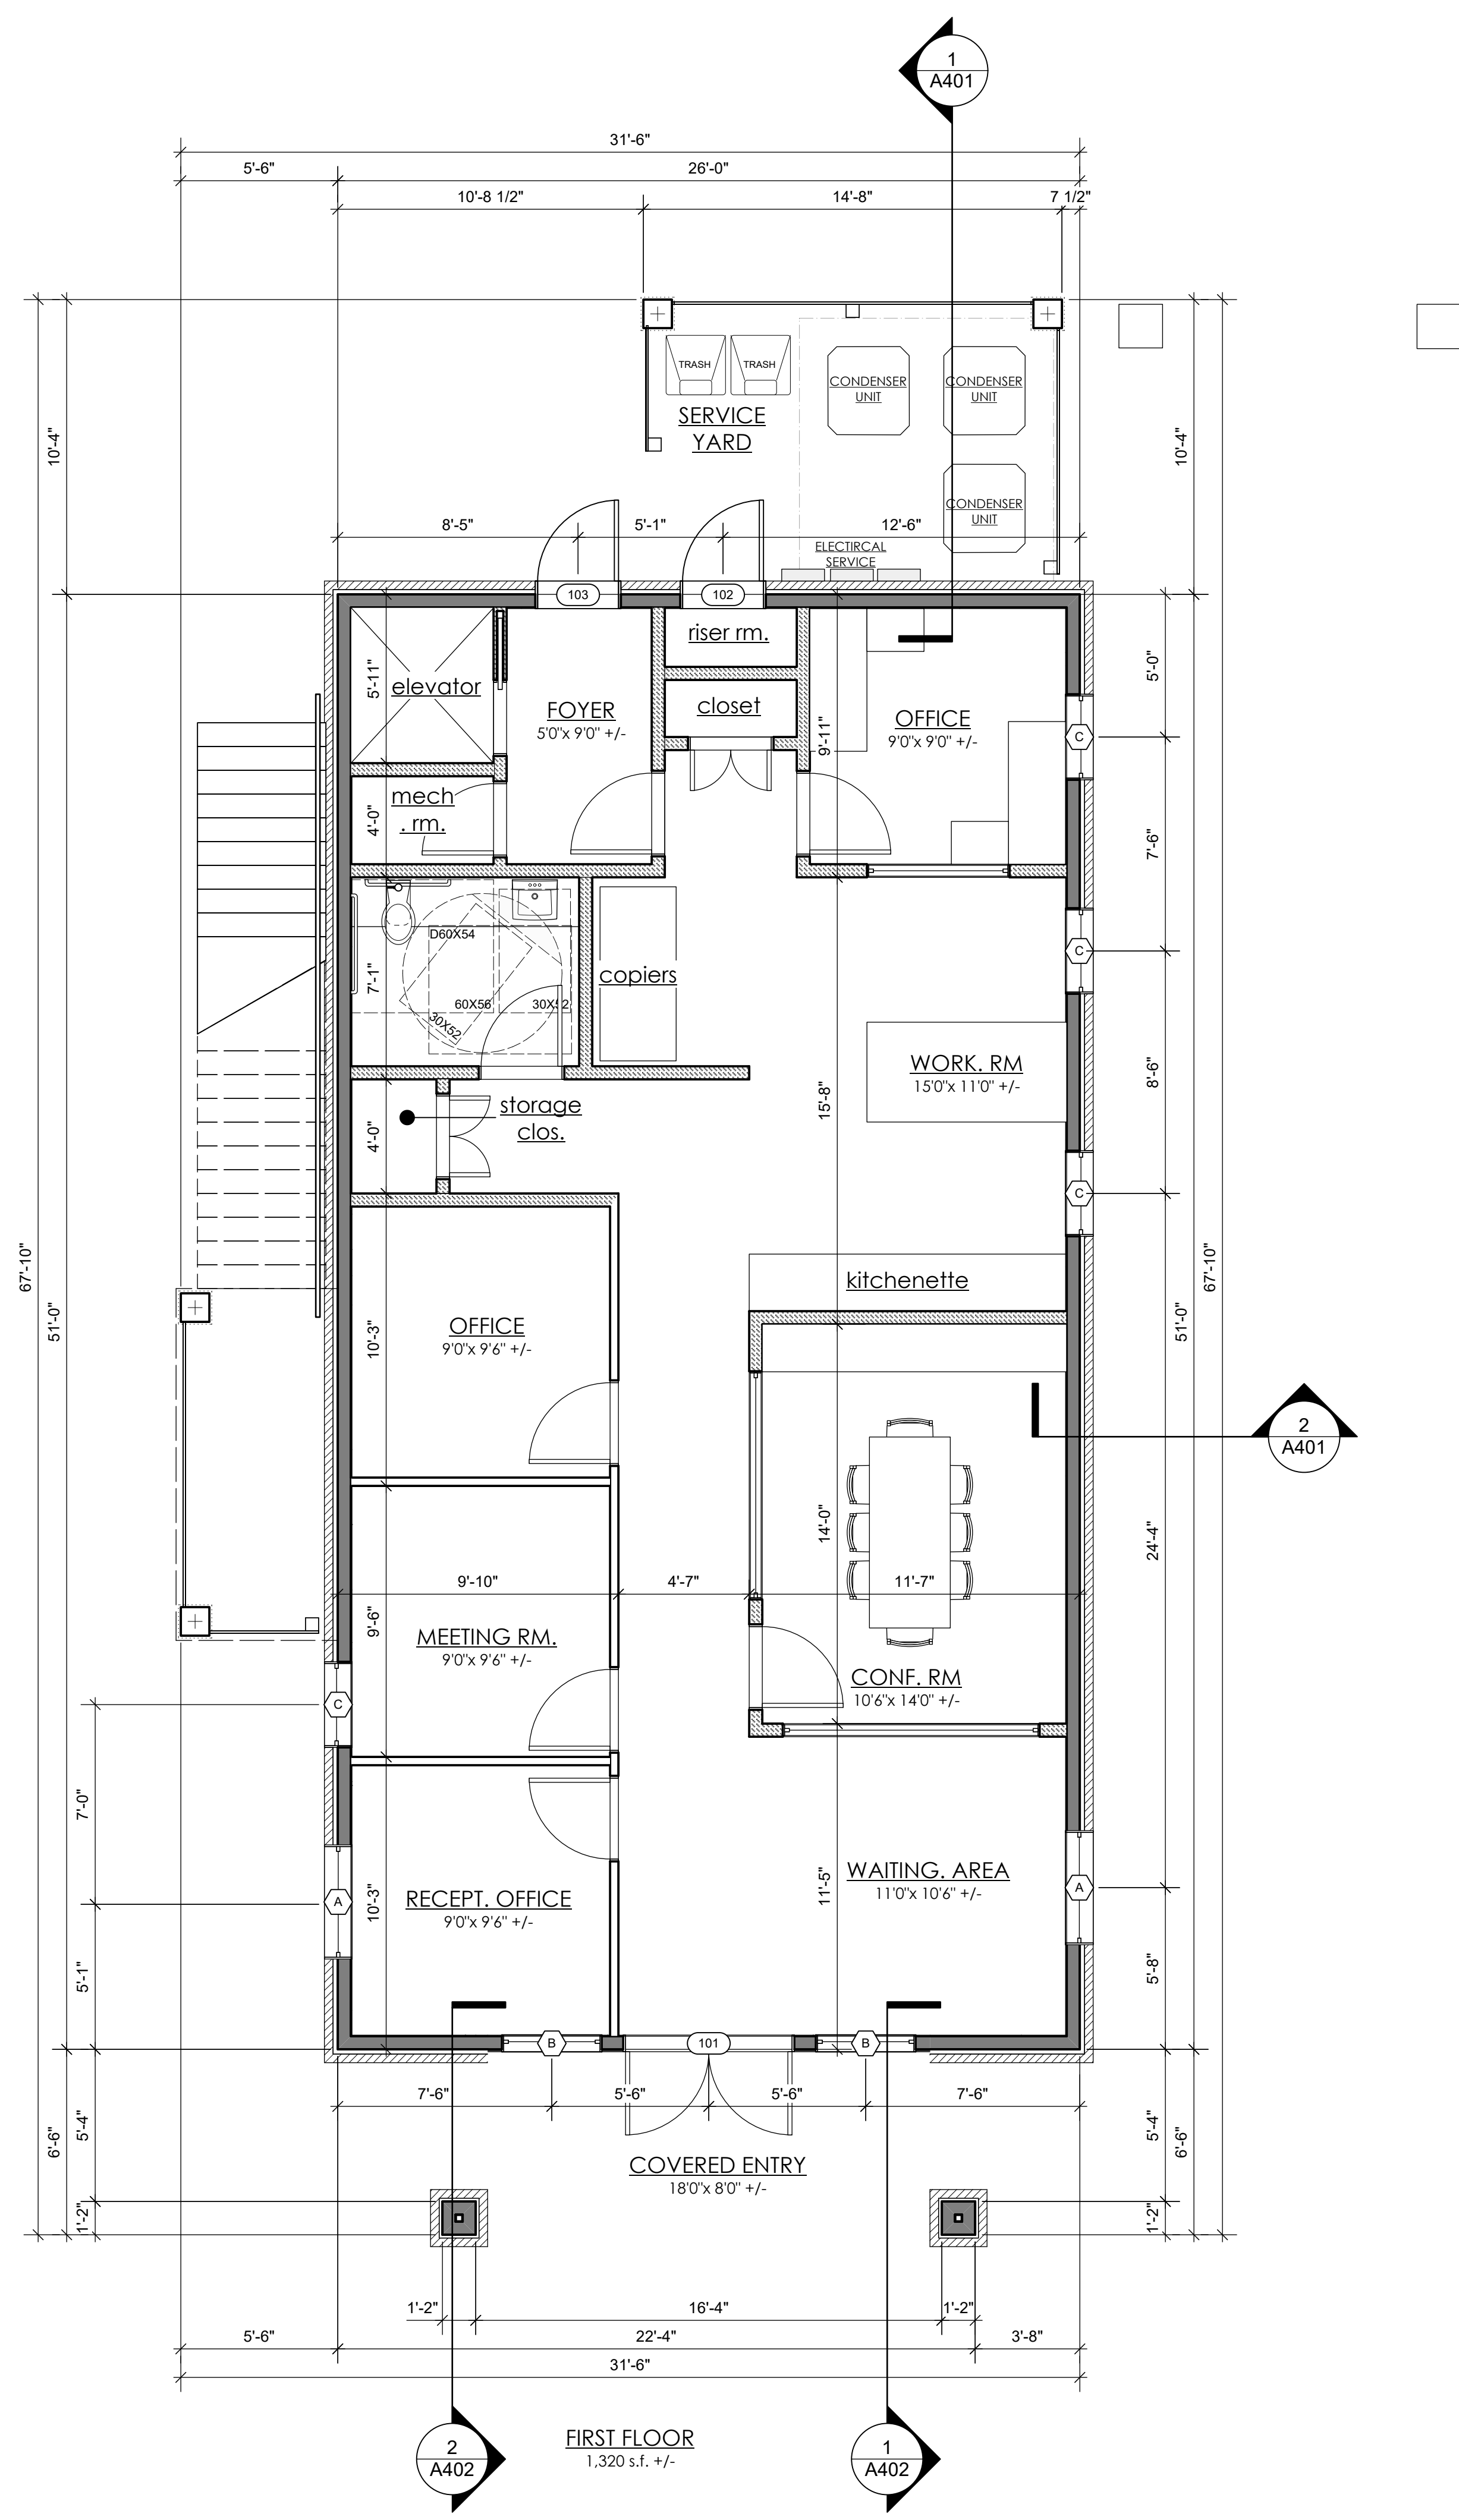 1
A401
31'-6"
5'-6"
26'-0"
10'-8 1/2"
14'-8"
7 1/2"
TRASH
TRASH
CONDENSER
UNIT
CONDENSER
UNIT
SERVICE
YARD
10'-4"
10'-4"
CONDENSER
UNIT
8'-5"
5'-1"
12'-6"
ELECTIRCAL
SERVICE
103
102
riser rm.
5'-11"
elevator
closet
FOYER
5'0"x 9'0" +/-
9'-11"
OFFICE
9'0"x 9'0" +/-
5'-0"
C
mech
. rm.
4'-0"
7'-6"
D60X54
C
7'-1"
copiers
60X56
30X52
30X52
WORK. RM
15'0"x 11'0" +/-
8'-6"
15'-8"
storage
clos.
4'-0"
C
67'-10"
51'-0"
kitchenette
51'-0"
67'-10"
10'-3"
OFFICE
9'0"x 9'6" +/-
2
A401
14'-0"
24'-4"
9'-10"
4'-7"
11'-7"
9'-6"
MEETING RM.
9'0"x 9'6" +/-
CONF. RM
10'6"x 14'0" +/-
C
7'-0"
10'-3"
RECEPT. OFFICE
9'0"x 9'6" +/-
11'-5"
WAITING. AREA
11'0"x 10'6" +/-
A
A
5'-1"
5'-8"
B
101
B
7'-6"
5'-6"
5'-6"
7'-6"
6'-6"
5'-4"
5'-4"
6'-6"
COVERED ENTRY
18'0"x 8'0" +/-
1'-2"
1'-2"
1'-2"
16'-4"
1'-2"
5'-6"
22'-4"
3'-8"
31'-6"
2
A402
FIRST FLOOR
1,320 s.f. +/-
1
A402